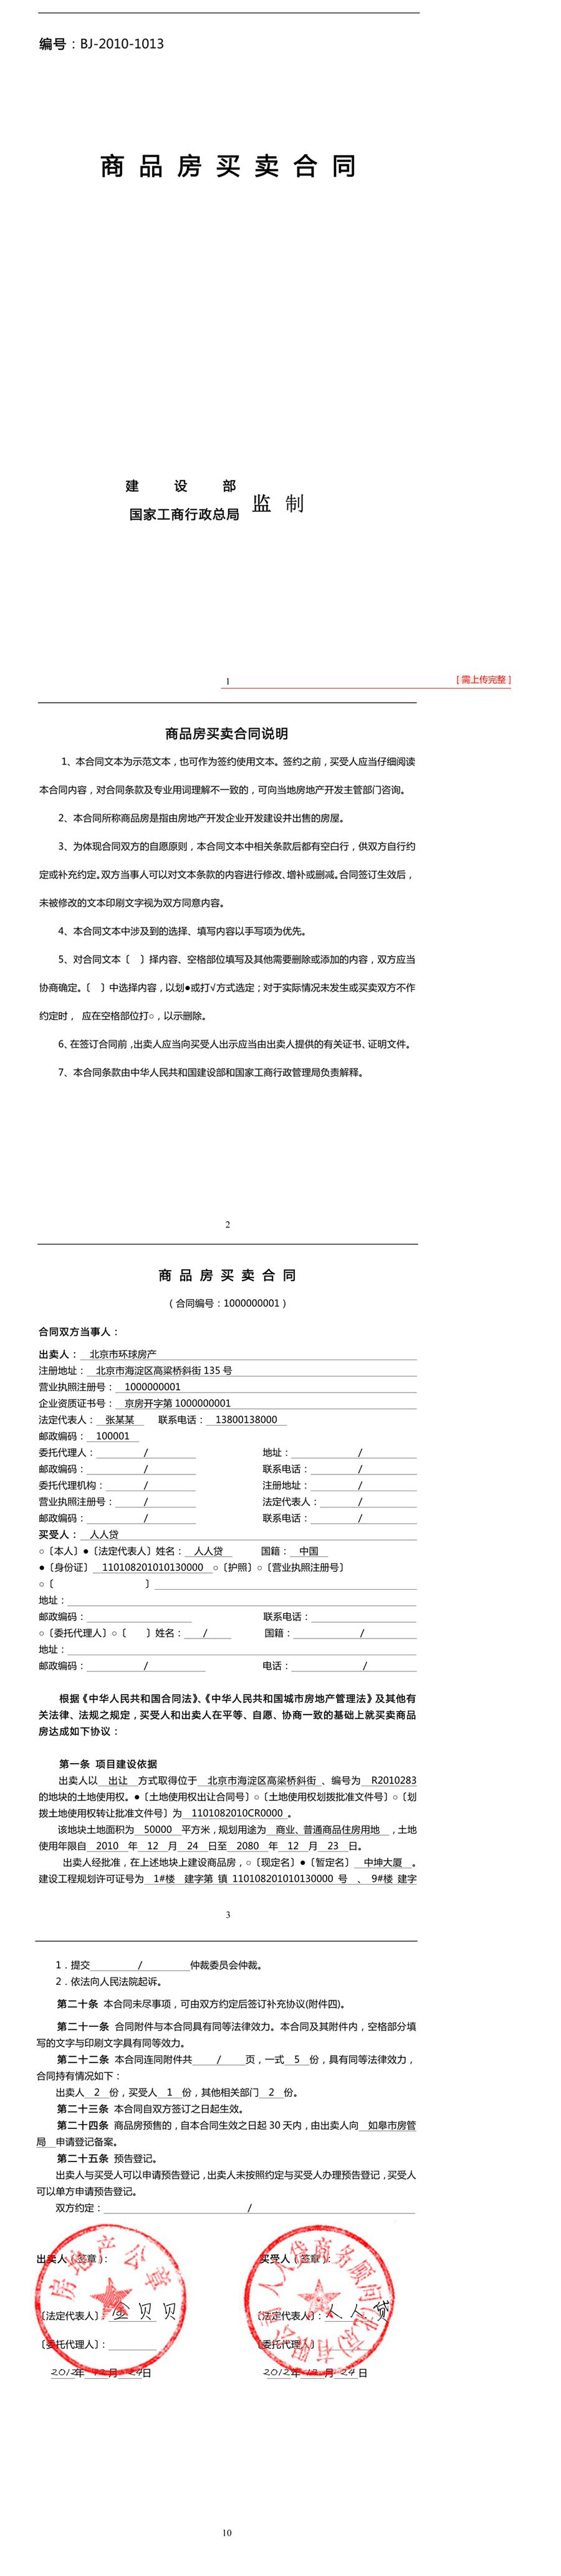 编号：BJ-2010-1013
商品房买卖合同
建设部
国家工商行政总局
监制
1
[需上传完整]
商品房买卖合同说明
1、本合同文本为示范文本，也可作为签约使用文本。签约之前，买受人应当仔细阅读
本合同内容，对合同条款及专业用词理解不一致的，可向当地房地产开发主管部门咨询。
2、本合同所称商品房是指由房地产开发企业开发建设并出售的房屋。
3、为体现合同双方的自愿原则，本合同文本中相关条款后都有空白行，供双方自行约
定或补充约定。双方当事人可以对文本条款的内容进行修改、增补或删减。合同签订生效后，
未被修改的文本印刷文字视为双方同意内容。
4、本合同文本中涉及到的选择、填写内容以手写项为优先。
5、对合同文本〔 〕择内容、空格部位填写及其他需要删除或添加的内容，双方应当
协商确定。〔 〕中选择内容，以划●或打√方式选定；对于实际情况未发生或买卖双方不作
约定时， 应在空格部位打○，以示删除。
6、在签订合同前，出卖人应当向买受人出示应当由出卖人提供的有关证书、证明文件。
7、本合同条款由中华人民共和国建设部和国家工商行政管理局负责解释。
2
商品房买卖合同
（合同编号：1000000001）
合同双方当事人：
出卖人： 北京市环球房产
注册地址： 北京市海淀区高粱桥斜街 135 号
营业执照注册号： 1000000001
企业资质证书号： 京房开字第 1000000001
法定代表人： 张某某 联系电话： 13800138000
邮政编码： 100001
委托代理人： / 地址： /
邮政编码： / 联系电话： /
委托代理机构： / 注册地址： /
营业执照注册号： / 法定代表人： /
邮政编码： / 联系电话： /
买受人： 人人贷
○〔本人〕●〔法定代表人〕姓名： 人人贷 国籍： 中国
●〔身份证〕 110108201010130000 ○〔护照〕○〔营业执照注册号〕
○〔 〕
地址：
邮政编码： 联系电话：
○〔委托代理人〕○〔 〕姓名： / 国籍： /
地址：
邮政编码： / 电话： /
根据《中华人民共和国合同法》、《中华人民共和国城市房地产管理法》及其他有
关法律、法规之规定，买受人和出卖人在平等、自愿、协商一致的基础上就买卖商品
房达成如下协议：
第一条 项目建设依据
出卖人以 出让 方式取得位于 北京市海淀区高梁桥斜街 、编号为 R2010283
的地块的土地使用权。●〔土地使用权出让合同号〕○〔土地使用权划拨批准文件号〕○〔划
拨土地使用权转让批准文件号〕为 1101082010CR0000 。
该地块土地面积为 50000 平方米，规划用途为 商业、普通商品住房用地 ，土地
使用年限自 2010 年 12 月 24 日至 2080 年 12 月 23 日。
出卖人经批准，在上述地块上建设商品房，○〔现定名〕●〔暂定名〕 中坤大厦 。
建设工程规划许可证号为 1#楼 建字第 镇 110108201010130000 号 、 9#楼 建字
3
1．提交 / 仲裁委员会仲裁。
2．依法向人民法院起诉。
第二十条 本合同未尽事项，可由双方约定后签订补充协议(附件四)。
第二十一条 合同附件与本合同具有同等法律效力。本合同及其附件内，空格部分填
写的文字与印刷文字具有同等效力。
第二十二条 本合同连同附件共 / 页，一式 5 份，具有同等法律效力，
合同持有情况如下：
出卖人 2 份，买受人 1 份，其他相关部门 2 份。
第二十三条 本合同自双方签订之日起生效。
第二十四条 商品房预售的，自本合同生效之日起 30 天内，由出卖人向 如皋市房管
局 申请登记备案。
第二十五条 预告登记。
出卖人与买受人可以申请预告登记，出卖人未按照约定与买受人办理预告登记，买受人
可以单方申请预告登记。
双方约定： /
房地产公章
人人贷商务顾问(北京)有限公司
出卖人（签章）： 买受人（签章）：
〔法定代表人〕： 金贝贝 〔法定代表人〕： 人人贷
〔委托代理人〕： 〔委托代理人〕：
2012年 12月 24日 2012年 12月 24日
10